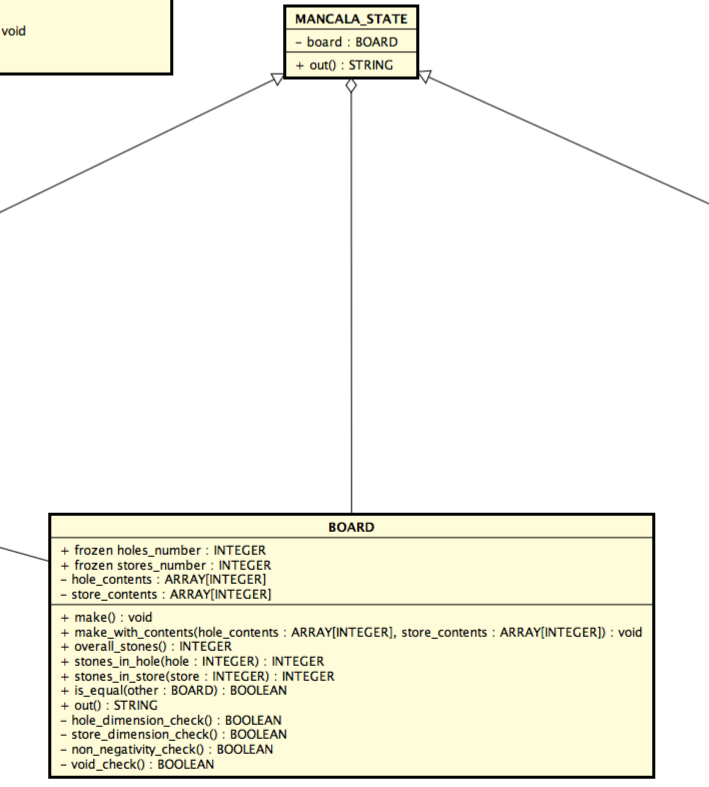 void
MANCALA_STATE
- board : BOARD
+ out() : STRING
BOARD
+ frozen holes_number : INTEGER
+ frozen stores_number : INTEGER
- hole_contents : ARRAY[INTEGER]
- store_contents : ARRAY[INTEGER]
+ make() : void
+ make_with_contents(hole_contents : ARRAY[INTEGER], store_contents : ARRAY[INTEGER]) : void
+ overall_stones() : INTEGER
+ stones_in_hole(hole : INTEGER) : INTEGER
+ stones_in_store(store : INTEGER) : INTEGER
+ is_equal(other : BOARD) : BOOLEAN
+ out() : STRING
- hole_dimension_check() : BOOLEAN
- store_dimension_check() : BOOLEAN
- non_negativity_check() : BOOLEAN
- void_check() : BOOLEAN